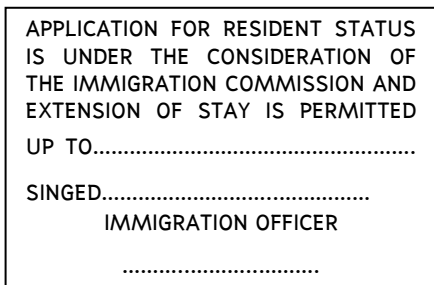 APPLICATION FOR RESIDENT STATUS
IS UNDER THE CONSIDERATION OF
THE IMMIGRATION COMMISSION AND
EXTENSION OF STAY IS PERMITTED
UP TO......................................................
SINGED.............................................
IMMIGRATION OFFICER
.................................